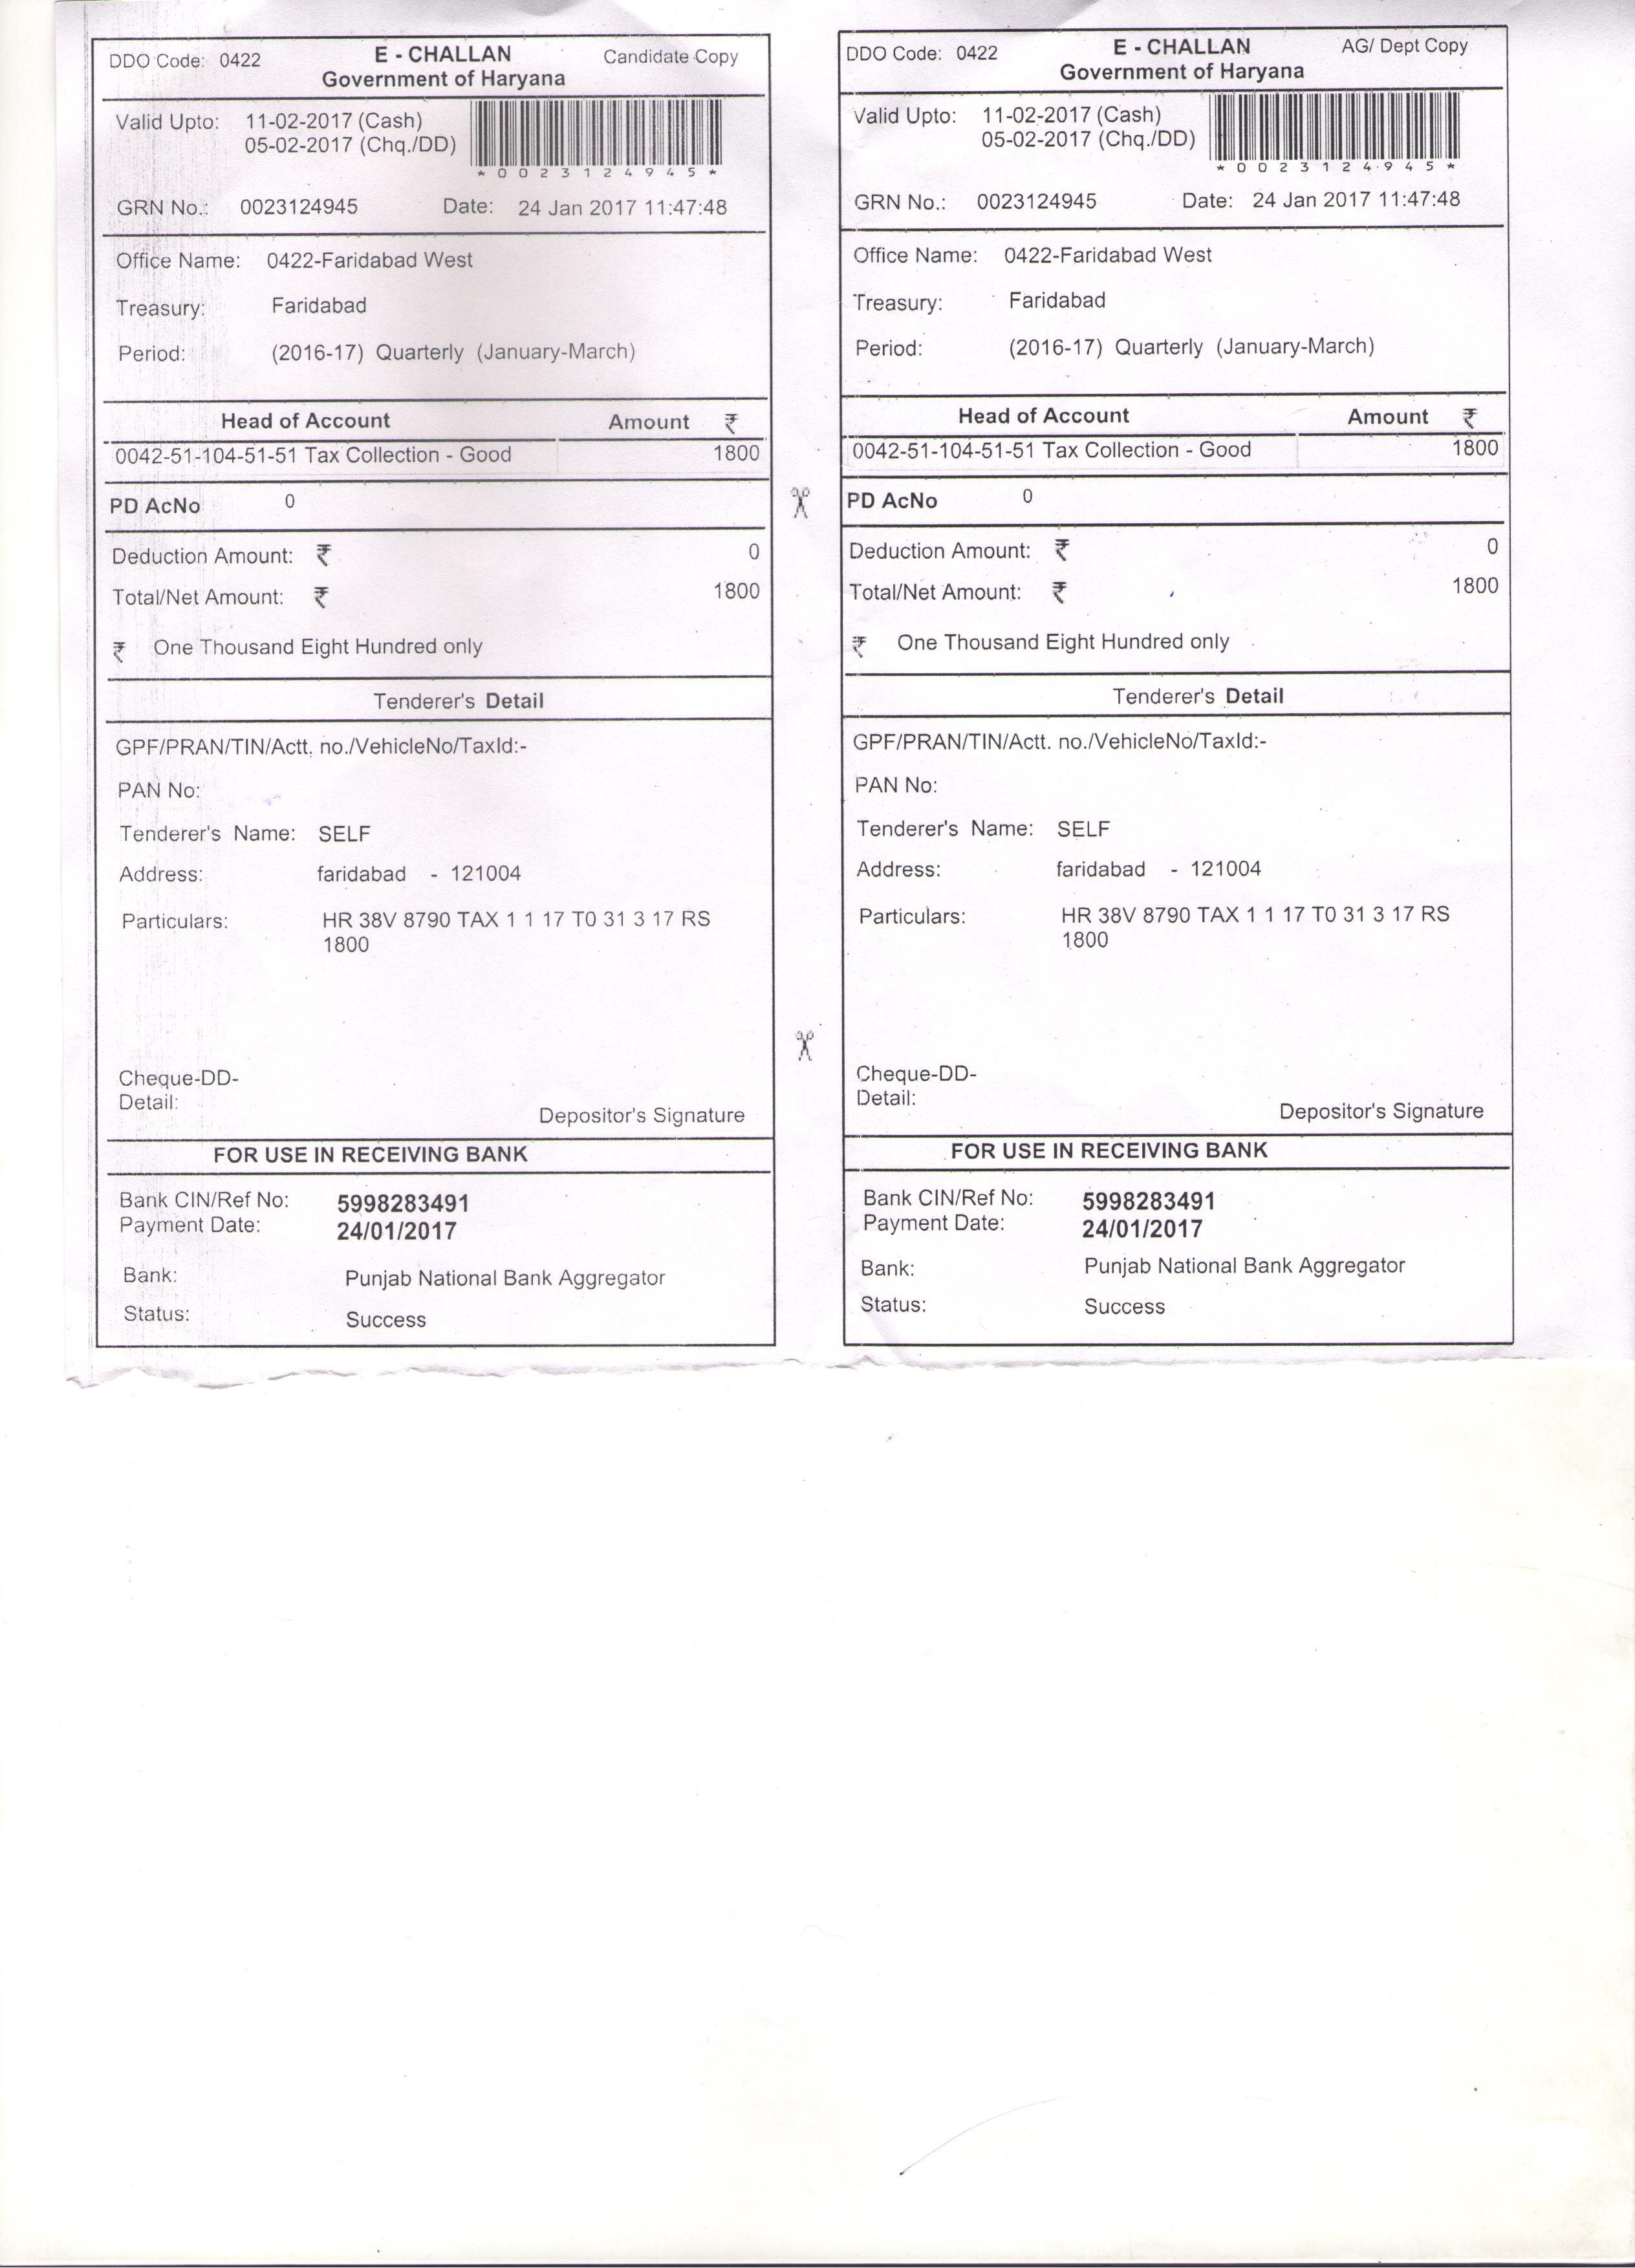 DDO Code: 0422 E - CHALLAN Candidate Copy
Government of Haryana
Valid Upto: 11-02-2017 (Cash)
05-02-2017 (Chq./DD)
*0023124945*
GRN No.: 0023124945 Date: 24 Jan 2017 11:47:48
Office Name: 0422-Faridabad West
Treasury: Faridabad
Period: (2016-17) Quarterly (January-March)
Head of Account Amount ₹
0042-51-104-51-51 Tax Collection - Good 1800
PD AcNo 0
Deduction Amount: ₹ 0
Total/Net Amount: ₹ 1800
₹ One Thousand Eight Hundred only
Tenderer's Detail
GPF/PRAN/TIN/Actt. no./VehicleNo/TaxId:-
PAN No:
Tenderer's Name: SELF
Address: faridabad - 121004
Particulars: HR 38V 8790 TAX 1 1 17 T0 31 3 17 RS
1800
Cheque-DD-
Detail:
Depositor's Signature
FOR USE IN RECEIVING BANK
Bank CIN/Ref No: 5998283491
Payment Date: 24/01/2017
Bank: Punjab National Bank Aggregator
Status: Success
DDO Code: 0422 E - CHALLAN AG/ Dept Copy
Government of Haryana
Valid Upto: 11-02-2017 (Cash)
05-02-2017 (Chq./DD)
*0023124945*
GRN No.: 0023124945 Date: 24 Jan 2017 11:47:48
Office Name: 0422-Faridabad West
Treasury: Faridabad
Period: (2016-17) Quarterly (January-March)
Head of Account Amount ₹
0042-51-104-51-51 Tax Collection - Good 1800
PD AcNo 0
Deduction Amount: ₹ 0
Total/Net Amount: ₹ 1800
₹ One Thousand Eight Hundred only
Tenderer's Detail
GPF/PRAN/TIN/Actt. no./VehicleNo/TaxId:-
PAN No:
Tenderer's Name: SELF
Address: faridabad - 121004
Particulars: HR 38V 8790 TAX 1 1 17 T0 31 3 17 RS
1800
Cheque-DD-
Detail:
Depositor's Signature
FOR USE IN RECEIVING BANK
Bank CIN/Ref No: 5998283491
Payment Date: 24/01/2017
Bank: Punjab National Bank Aggregator
Status: Success